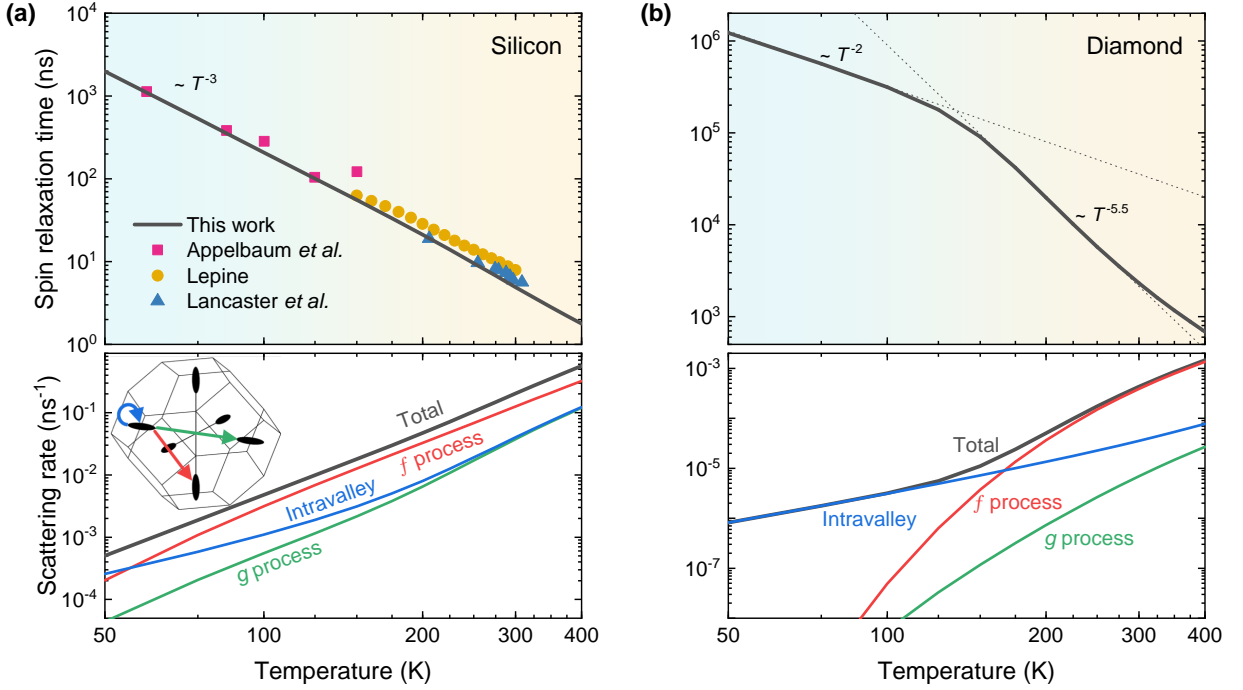 (a)
Silicon
Spin relaxation time (ns)
10⁴
10³
10²
10¹
10⁰
~ T⁻³
This work
Appelbaum et al.
Lepine
Lancaster et al.
Scattering rate (ns⁻¹)
10⁻¹
10⁻²
10⁻³
10⁻⁴
Total
f process
Intravalley
g process
50
100
200
300
400
Temperature (K)
(b)
Diamond
10⁶
10⁵
10⁴
10³
~ T⁻²
~ T⁻⁵·⁵
10⁻³
10⁻⁵
10⁻⁷
Total
Intravalley
f process
g process
50
100
200
300
400
Temperature (K)